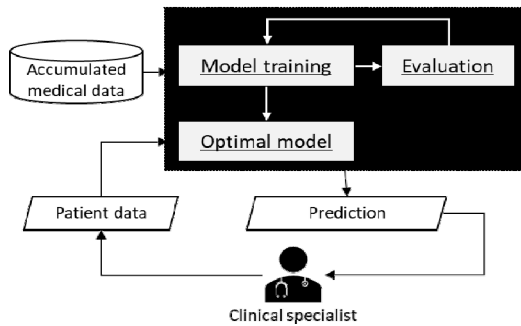 Accumulated
medical data
Model training
Evaluation
Optimal model
Patient data
Prediction
Clinical specialist